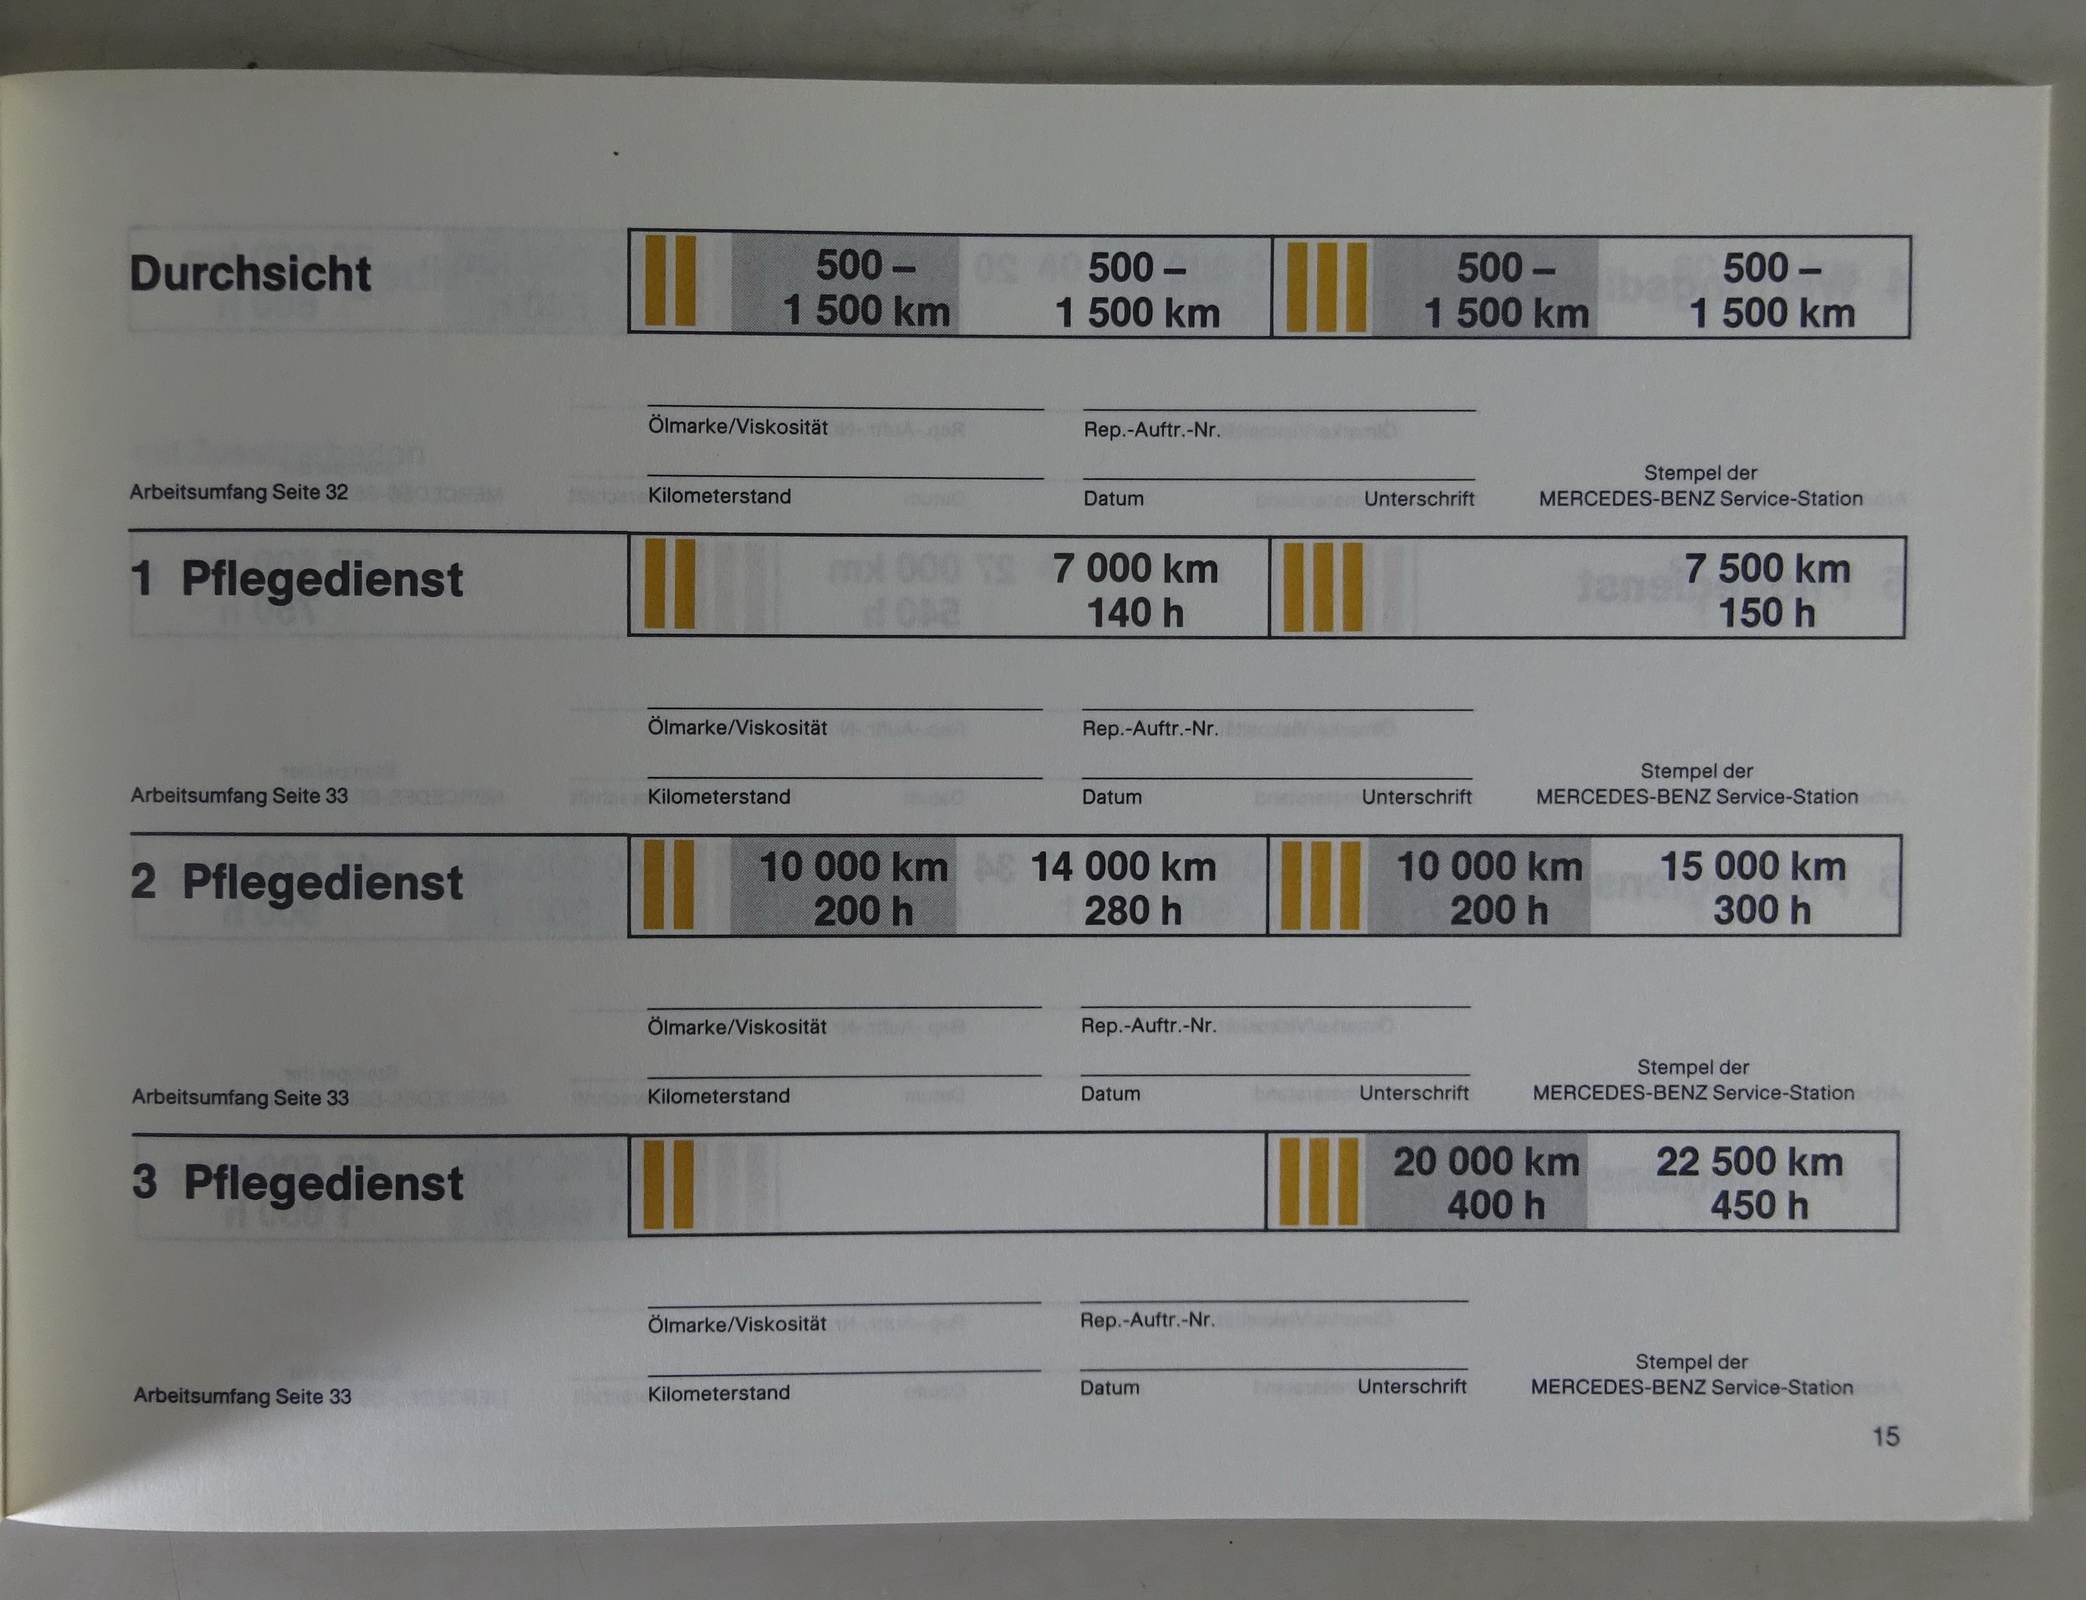 Durchsicht
500 – 500 – 500 – 500 –
1 500 km 1 500 km 1 500 km 1 500 km
Ölmarke/Viskosität Rep.-Auftr.-Nr.
Stempel der
Arbeitsumfang Seite 32 Kilometerstand Datum Unterschrift MERCEDES-BENZ Service-Station
1 Pflegedienst
7 000 km 7 500 km
140 h 150 h
Ölmarke/Viskosität Rep.-Auftr.-Nr.
Stempel der
Arbeitsumfang Seite 33 Kilometerstand Datum Unterschrift MERCEDES-BENZ Service-Station
2 Pflegedienst
10 000 km 14 000 km 10 000 km 15 000 km
200 h 280 h 200 h 300 h
Ölmarke/Viskosität Rep.-Auftr.-Nr.
Stempel der
Arbeitsumfang Seite 33 Kilometerstand Datum Unterschrift MERCEDES-BENZ Service-Station
3 Pflegedienst
20 000 km 22 500 km
400 h 450 h
Ölmarke/Viskosität Rep.-Auftr.-Nr.
Stempel der
Arbeitsumfang Seite 33 Kilometerstand Datum Unterschrift MERCEDES-BENZ Service-Station
15